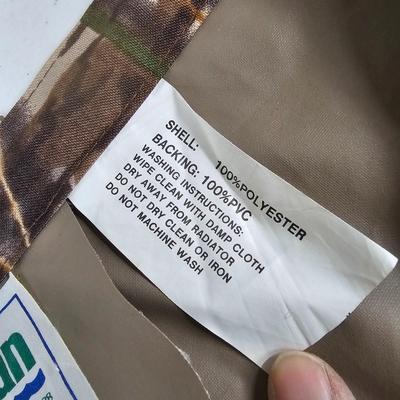 SHELL: 100%POLYESTER
BACKING: 100%PVC
WASHING INSTRUCTIONS:
WIPE CLEAN WITH DAMP CLOTH
DRY AWAY FROM RADIATOR
DO NOT DRY CLEAN OR IRON
DO NOT MACHINE WASH